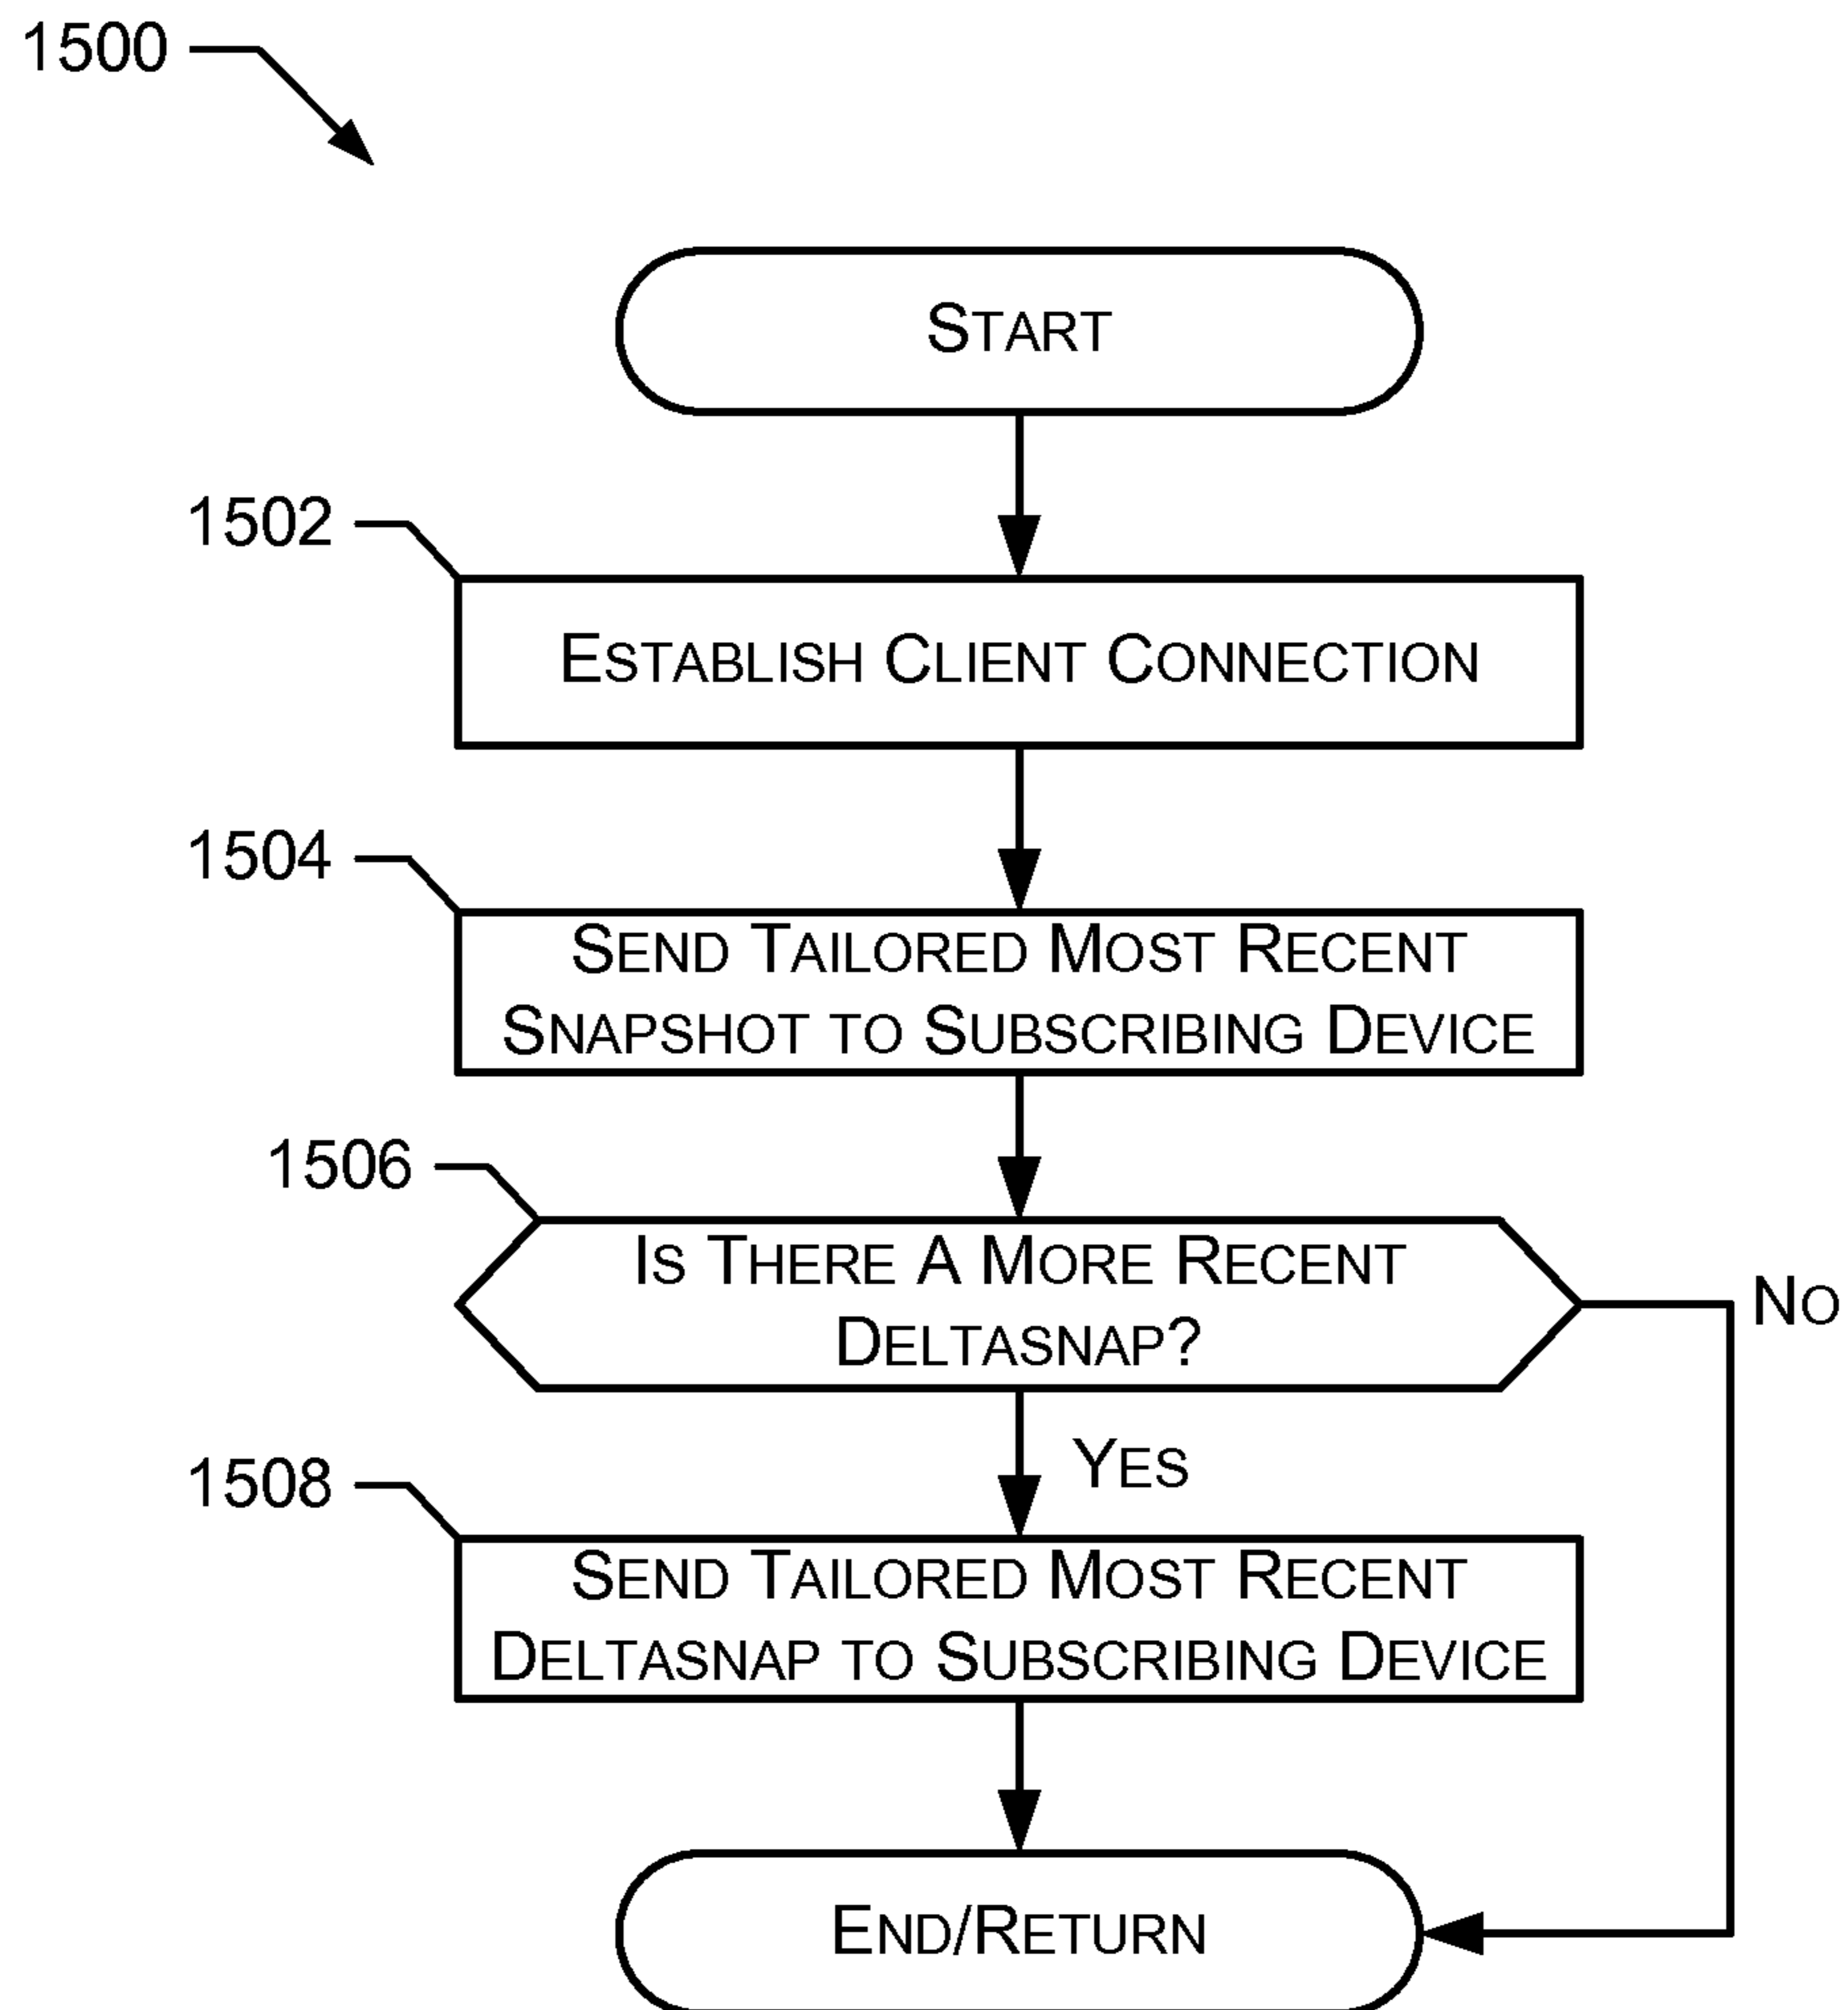 1500
START
1502
ESTABLISH CLIENT CONNECTION
1504
SEND TAILORED MOST RECENT
SNAPSHOT TO SUBSCRIBING DEVICE
1506
IS THERE A MORE RECENT
DELTASNAP?
NO
YES
1508
SEND TAILORED MOST RECENT
DELTASNAP TO SUBSCRIBING DEVICE
END/RETURN